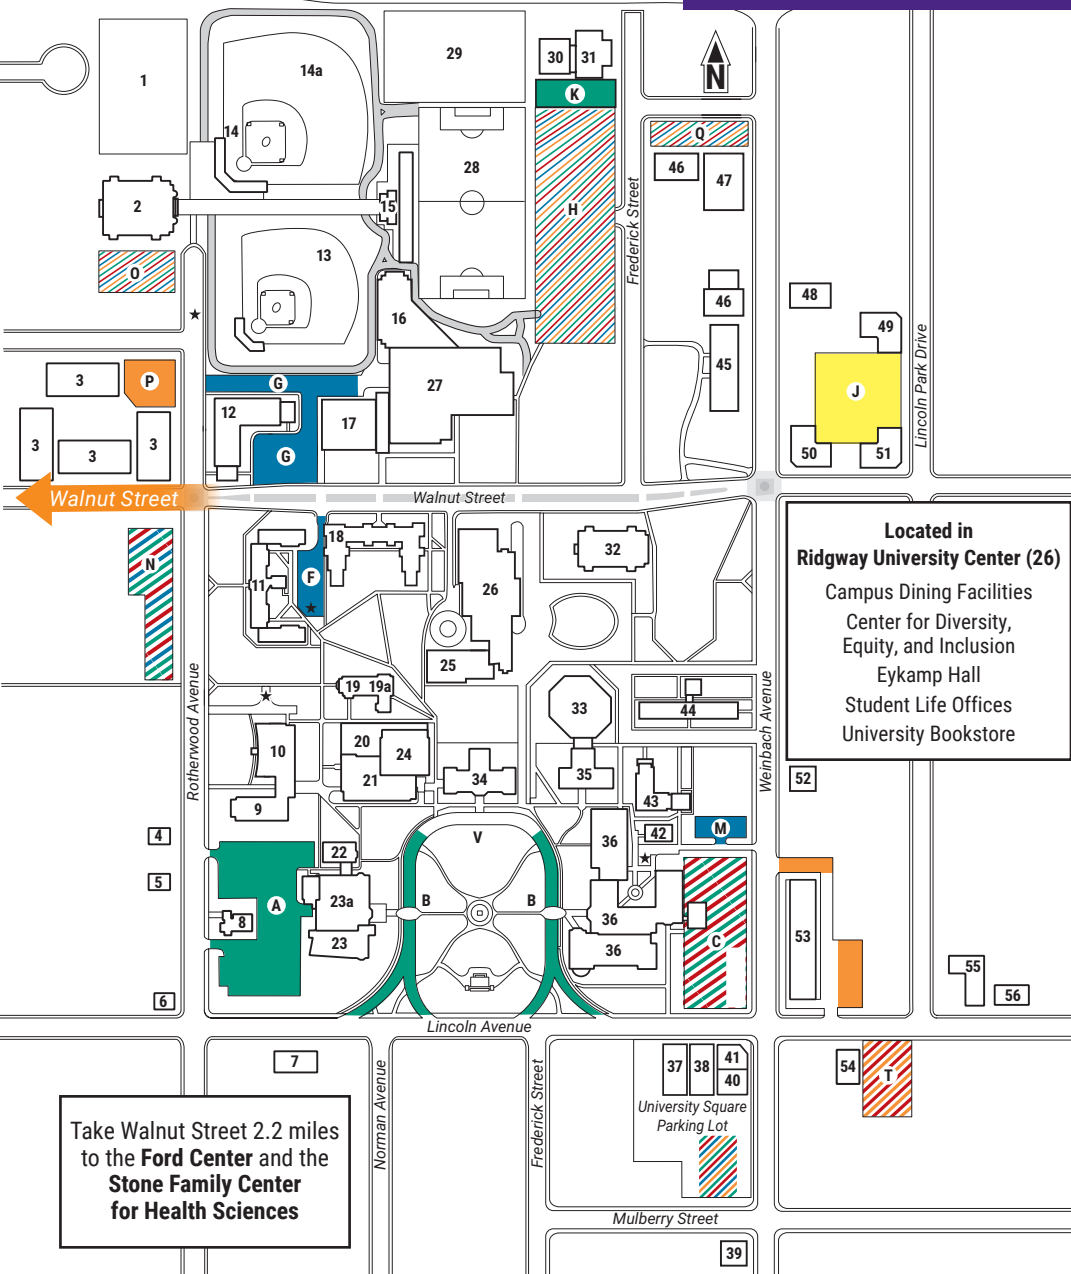 29
30
31
1
14a
K
N
14
Q
28
46
47
2
15
H
Frederick Street
13
O
46
48
16
49
Lincoln Park Drive
3
P
G
27
45
J
12
17
3
3
3
G
50
51
Walnut Street
Walnut Street
Located in
Ridgway University Center (26)
Campus Dining Facilities
Center for Diversity,
Equity, and Inclusion
Eykamp Hall
Student Life Offices
University Bookstore
18
32
N
F
11
26
25
19
19a
33
44
Rotherwood Avenue
Weinbach Avenue
10
20
24
21
34
35
52
9
43
4
V
42
M
22
36
5
A
23a
B
B
8
36
C
53
23
36
55
6
56
Lincoln Avenue
7
37
38
41
40
54
T
Norman Avenue
Frederick Street
University Square
Parking Lot
Take Walnut Street 2.2 miles
to the Ford Center and the
Stone Family Center
for Health Sciences
Mulberry Street
39